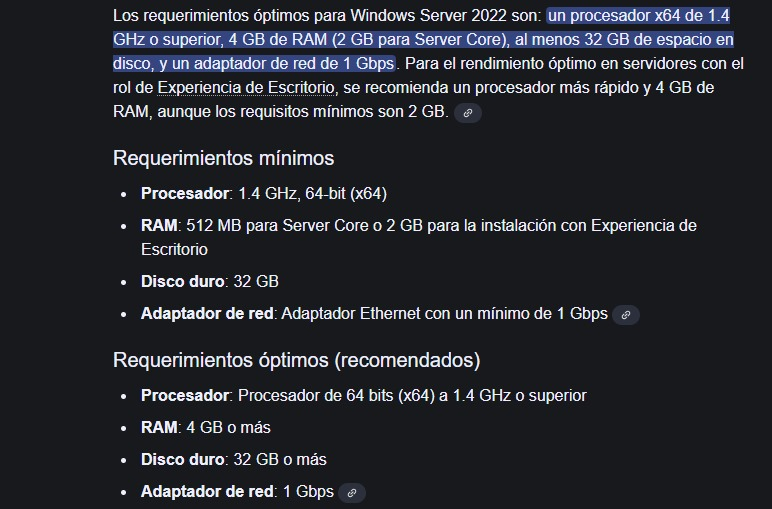 Los requerimientos óptimos para Windows Server 2022 son: un procesador x64 de 1.4
GHz o superior, 4 GB de RAM (2 GB para Server Core), al menos 32 GB de espacio en
disco, y un adaptador de red de 1 Gbps. Para el rendimiento óptimo en servidores con el
rol de Experiencia de Escritorio, se recomienda un procesador más rápido y 4 GB de
RAM, aunque los requisitos mínimos son 2 GB.
Requerimientos mínimos
• Procesador: 1.4 GHz, 64-bit (x64)
• RAM: 512 MB para Server Core o 2 GB para la instalación con Experiencia de
Escritorio
• Disco duro: 32 GB
• Adaptador de red: Adaptador Ethernet con un mínimo de 1 Gbps
Requerimientos óptimos (recomendados)
• Procesador: Procesador de 64 bits (x64) a 1.4 GHz o superior
• RAM: 4 GB o más
• Disco duro: 32 GB o más
• Adaptador de red: 1 Gbps